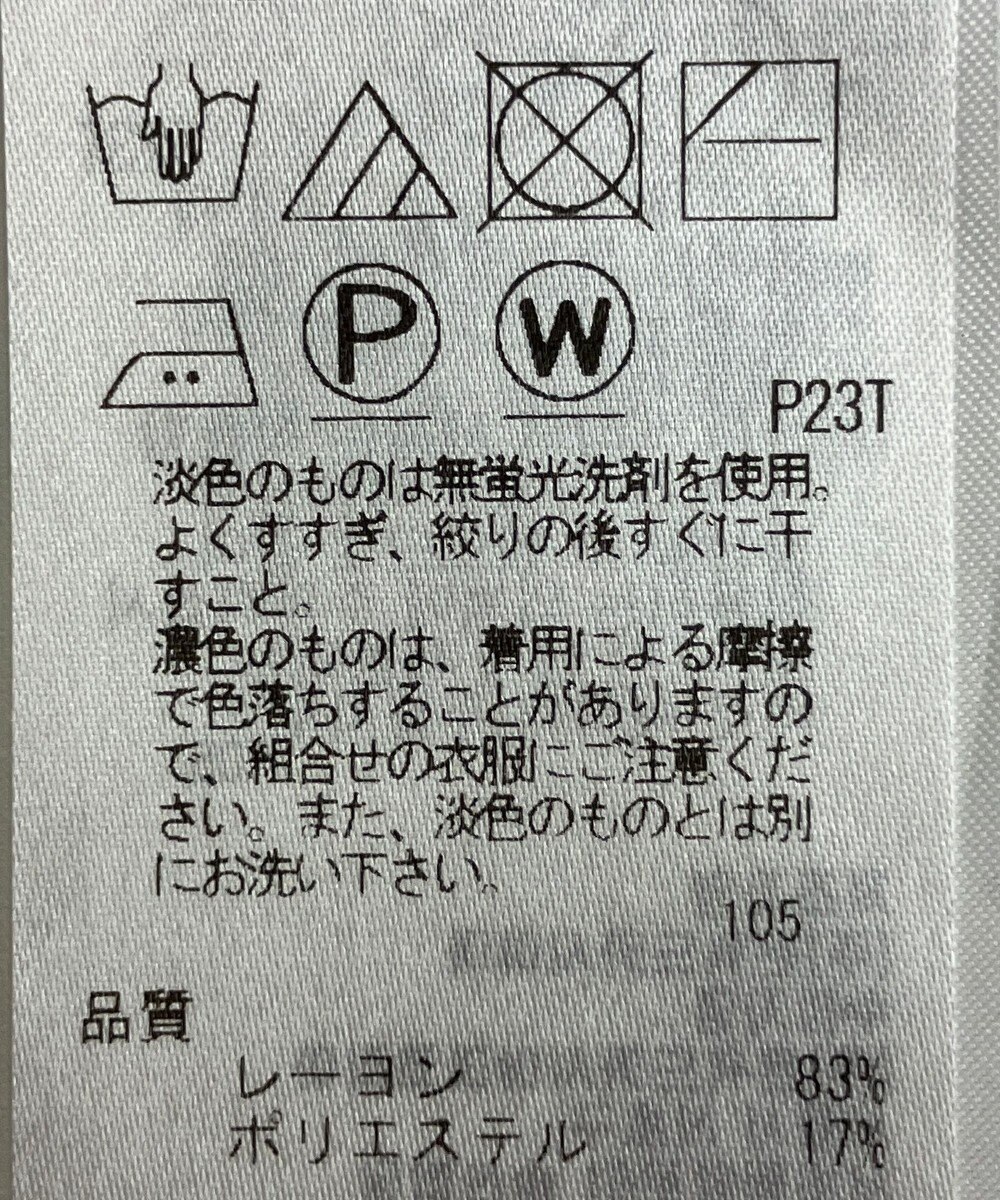 P W
P23T
淡色のものは無蛍光洗剤を使用。
よくすすぎ、絞りの後すぐに干
すこと。
濃色のものは、着用による摩擦
で色落ちすることがありますの
で、組合せの衣服にご注意くだ
さい。また、淡色のものとは別
にお洗い下さい。
105
品質
レーヨン 83%
ポリエステル 17%